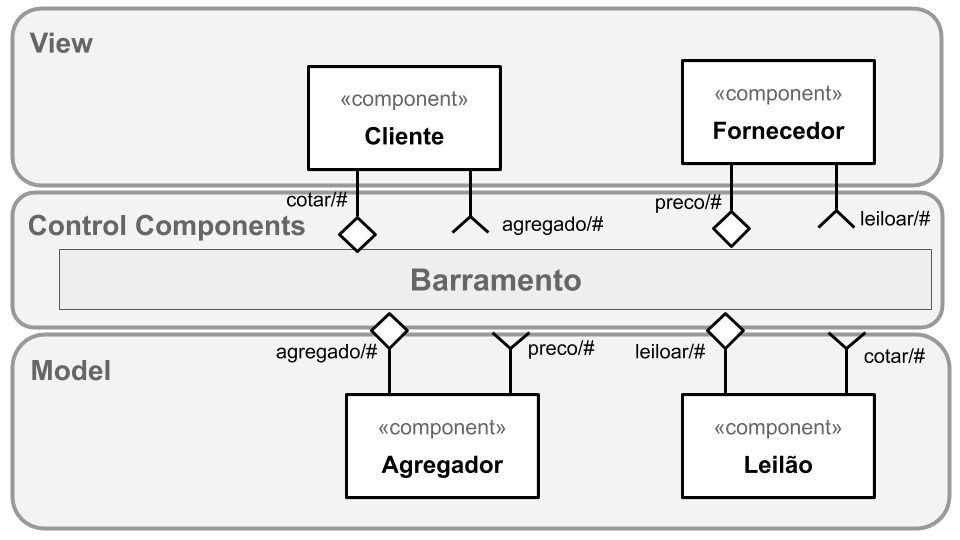 View
«component»
Cliente
«component»
Fornecedor
cotar/#
agregado/#
preco/#
leiloar/#
Control Components
Barramento
agregado/#
preco/#
leiloar/#
cotar/#
Model
«component»
Agregador
«component»
Leilão